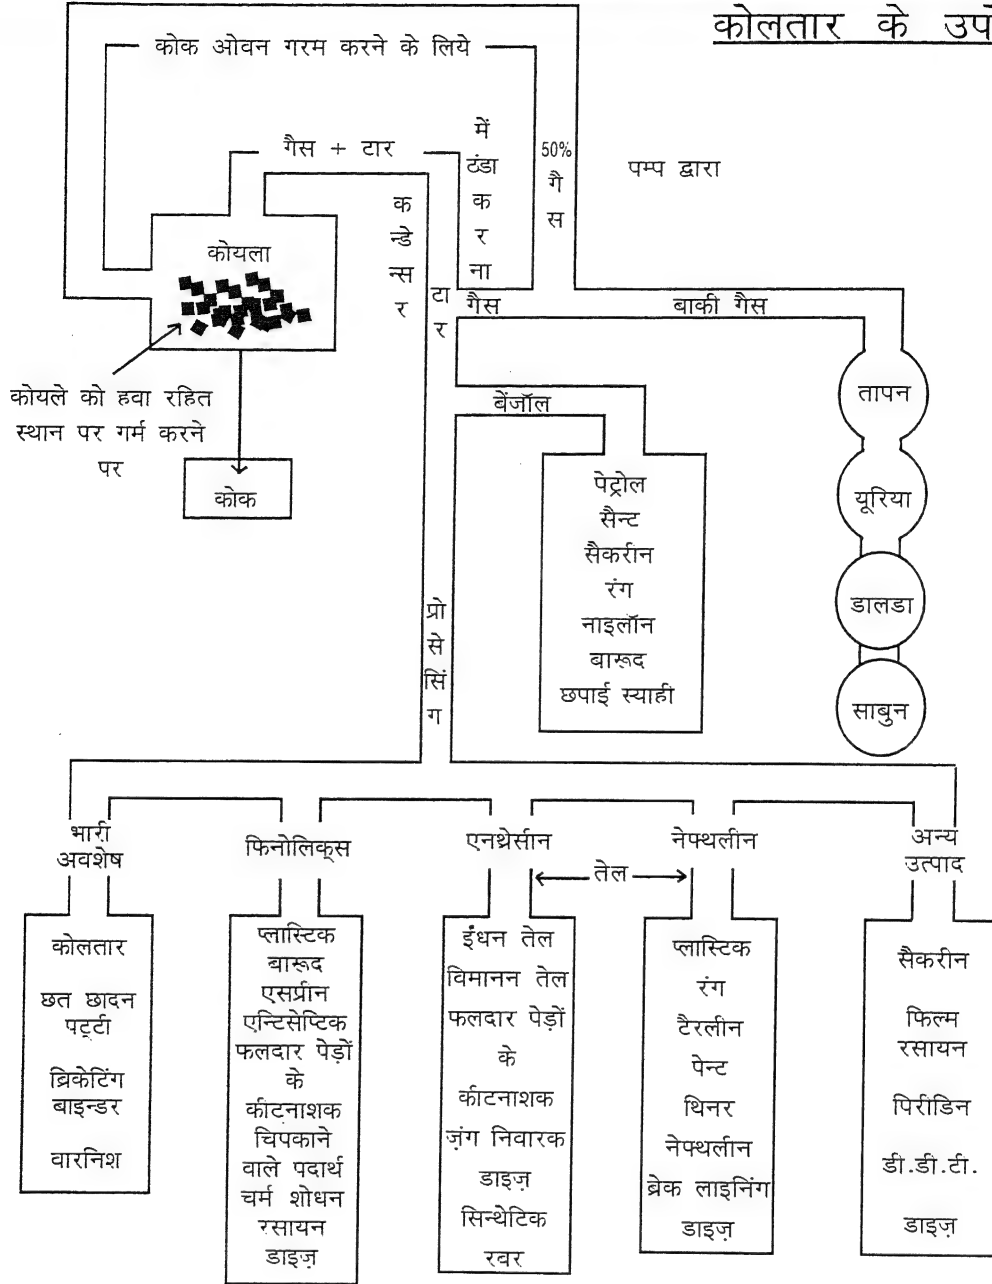 कोलतार के उप
कोक ओवन गरम करने के लिये
गैस + टार
में ठंडा करना
50% गैस
पम्प द्वारा
कन्डेन्सर
कोयला
टार
गैस
बाकी गैस
कोयले को हवा रहित
स्थान पर गर्म करने
पर
कोक
बेंजॉल
तापन
यूरिया
डालडा
साबुन
पेट्रोल
सैन्ट
सैकरीन
रंग
नाइलॉन
बारूद
छपाई स्याही
प्रोसेसिंग
भारी
अवशेष
फिनोलिक्स
एनथ्रेसीन
तेल
नेफ्थलीन
अन्य
उत्पाद
कोलतार
छत छादन
पट्टी
ब्रिकेटिंग
बाइन्डर
वारनिश
प्लास्टिक
बारूद
एसप्रीन
एन्टिसेप्टिक
फलदार पेड़ों
के
कीटनाशक
चिपकाने
वाले पदार्थ
चर्म शोधन
रसायन
डाइज़
ईंधन तेल
विमानन तेल
फलदार पेड़ों
के
कीटनाशक
ज़ंग निवारक
डाइज़
सिन्थेटिक
रबर
प्लास्टिक
रंग
टैरलीन
पेन्ट
थिनर
नेफ्थलीन
ब्रेक लाइनिंग
डाइज़
सैकरीन
फिल्म
रसायन
पिरीडिन
डी.डी.टी.
डाइज़